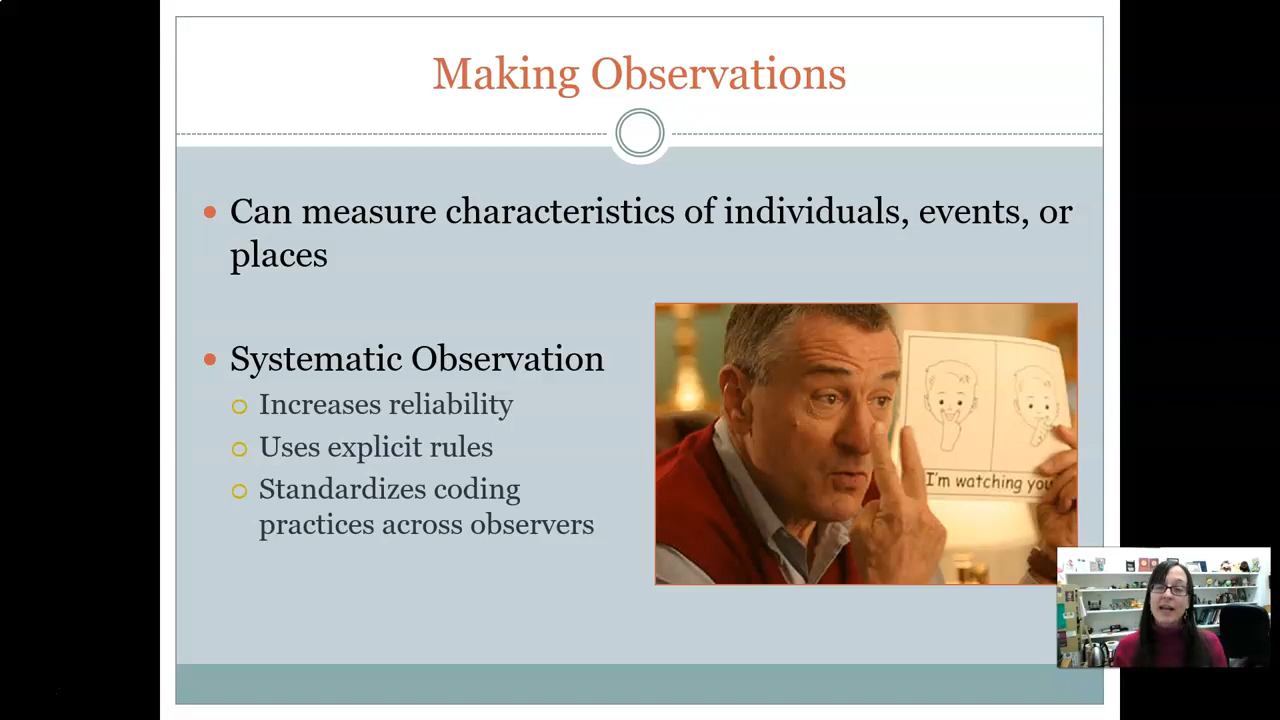 Making Observations
Can measure characteristics of individuals, events, or
places
Systematic Observation
Increases reliability
Uses explicit rules
Standardizes coding
practices across observers
I'm watching you